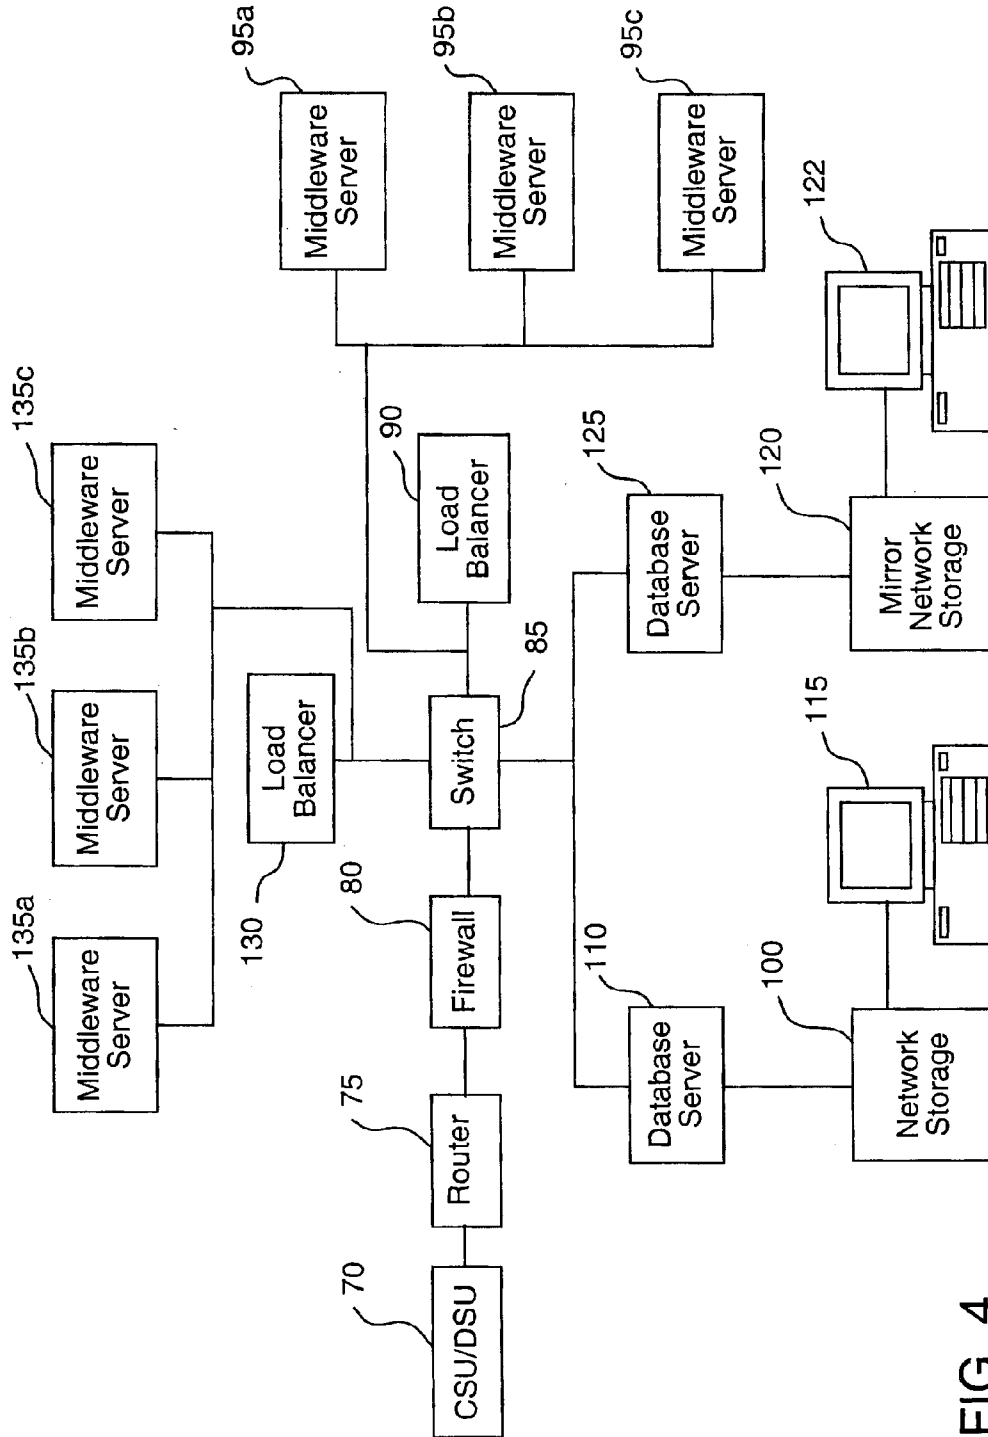 135a
135b
135c
Middleware
Server
Middleware
Server
Middleware
Server
130
Load
Balancer
90
Load
Balancer
95a
Middleware
Server
95b
Middleware
Server
95c
Middleware
Server
70
CSU/DSU
75
Router
80
Firewall
85
Switch
110
Database
Server
125
Database
Server
100
Network
Storage
115
120
Mirror
Network
Storage
122
FIG. 4